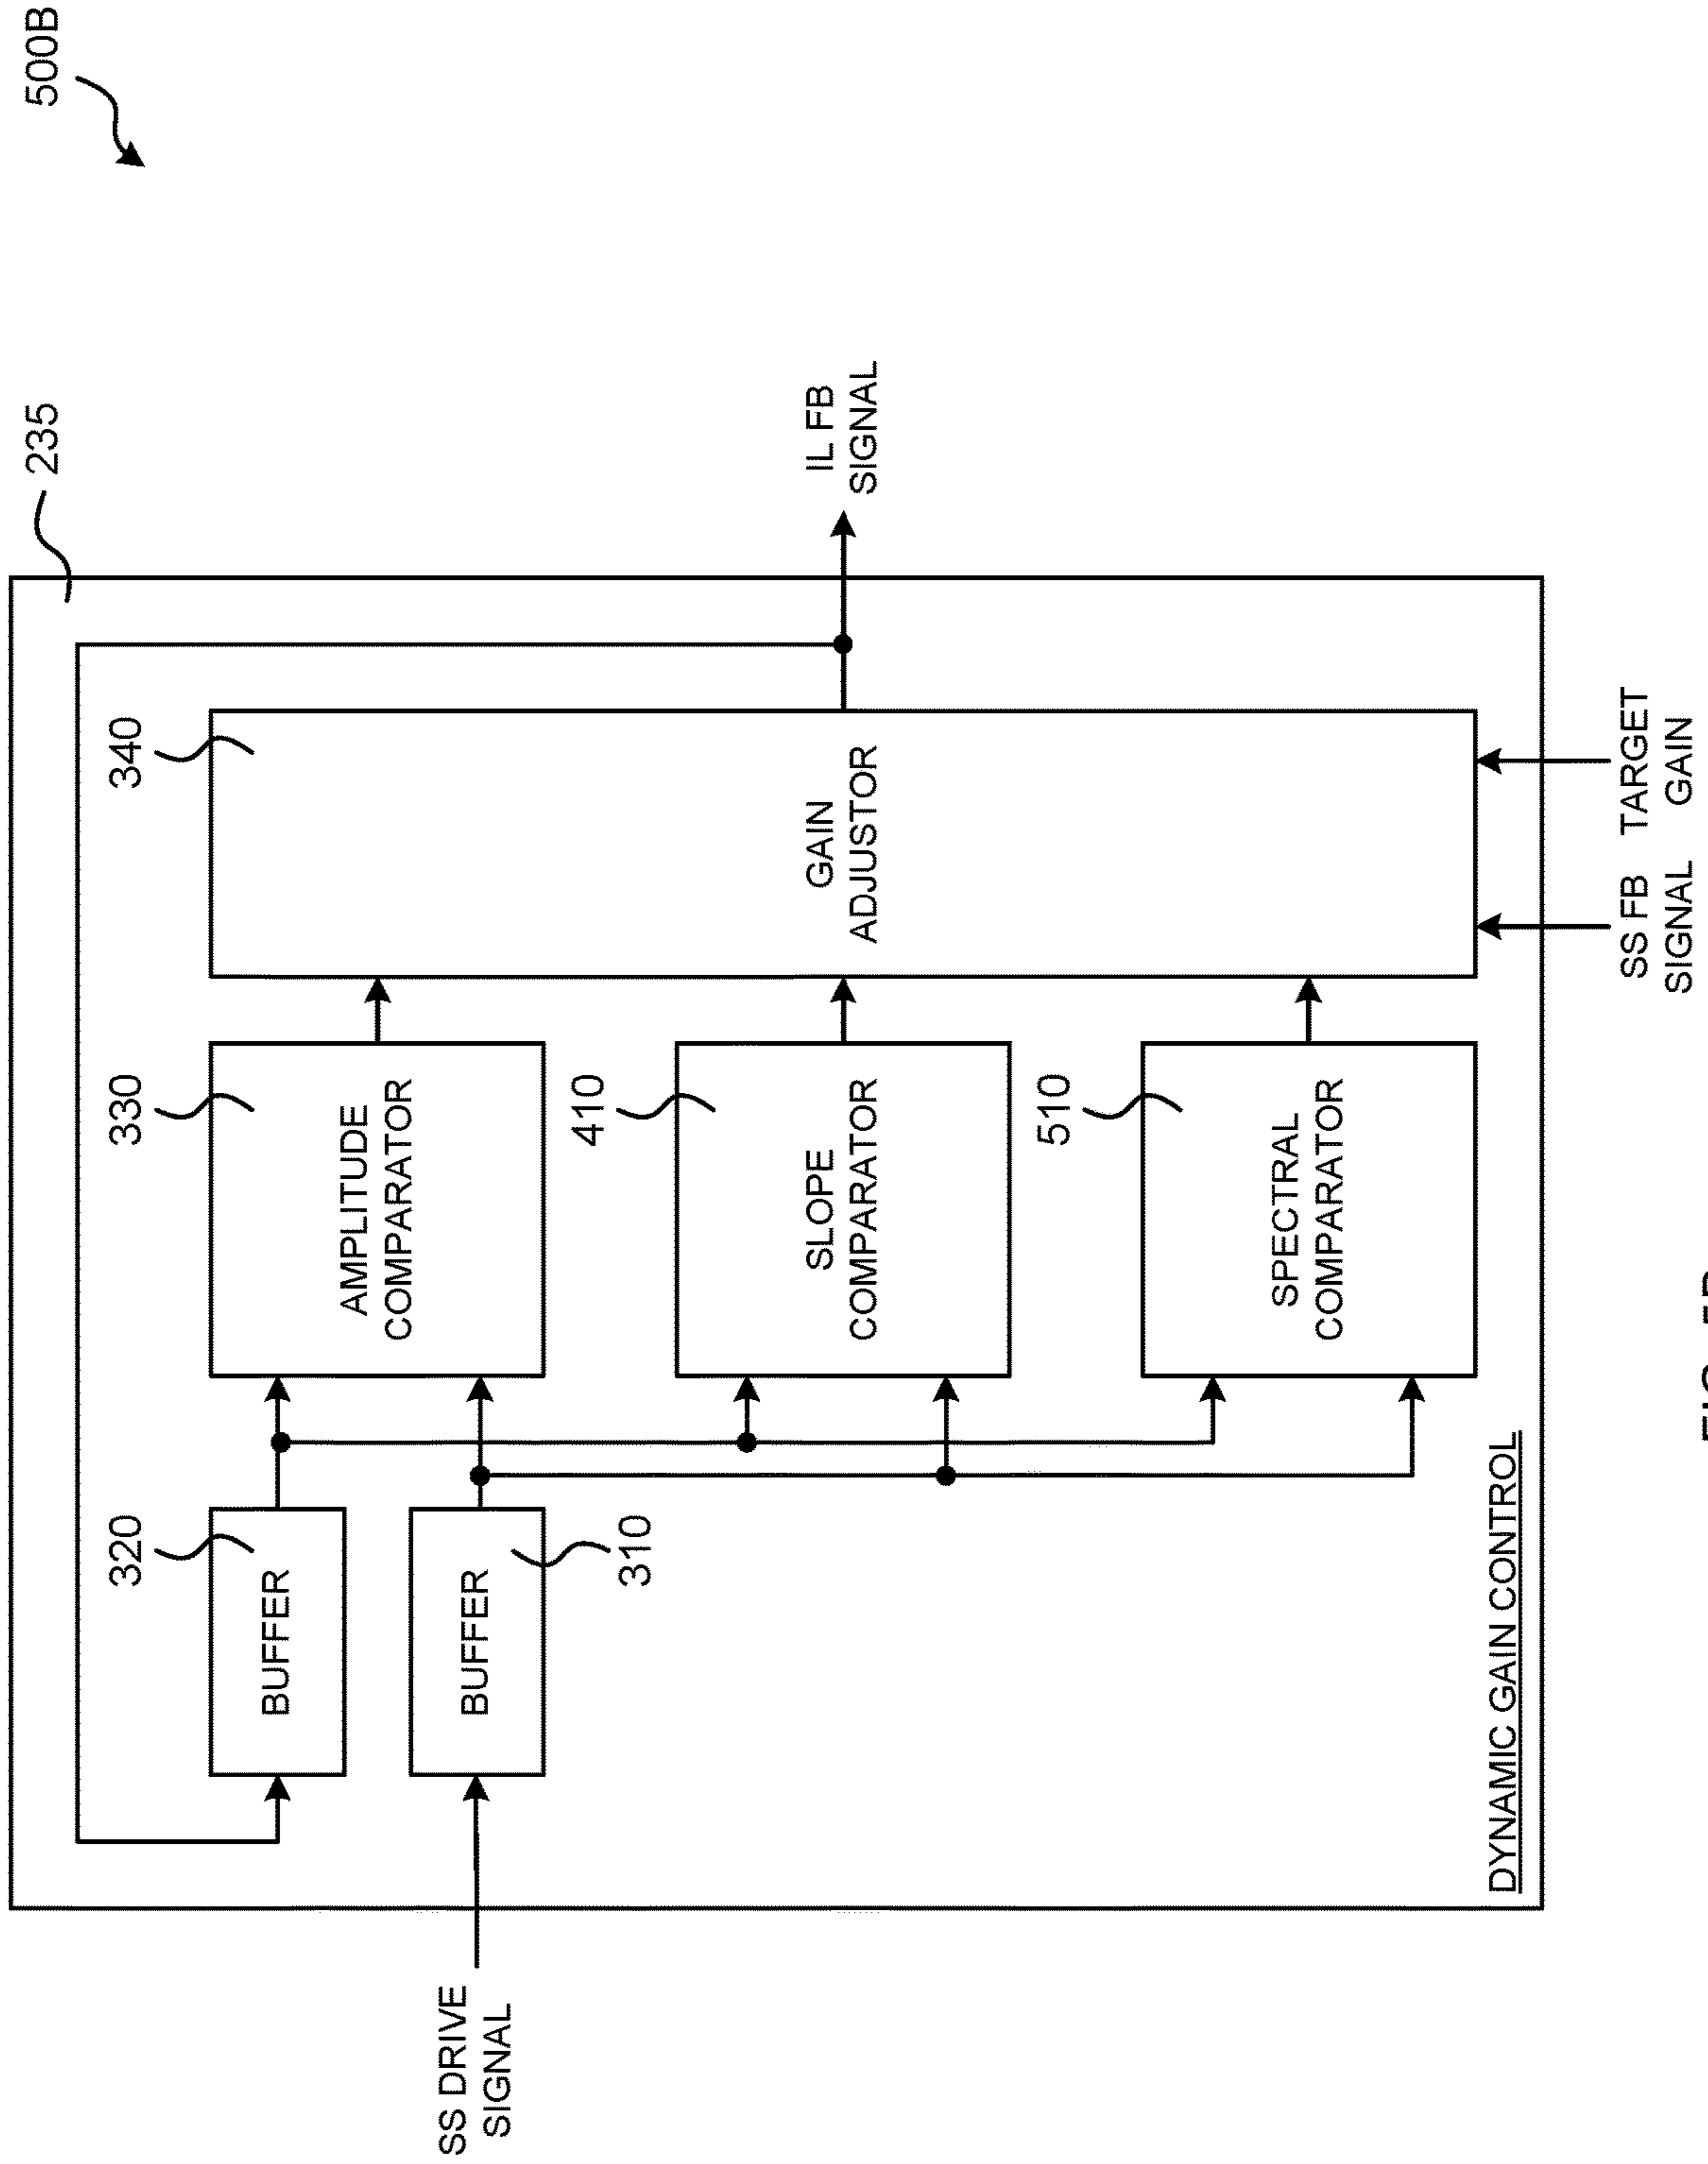 500B
235
320
BUFFER
330
AMPLITUDE
COMPARATOR
340
GAIN
ADJUSTOR
IL FB
SIGNAL
SS DRIVE
SIGNAL
BUFFER
310
410
SLOPE
COMPARATOR
510
SPECTRAL
COMPARATOR
DYNAMIC GAIN CONTROL
SS FB
SIGNAL
TARGET
GAIN